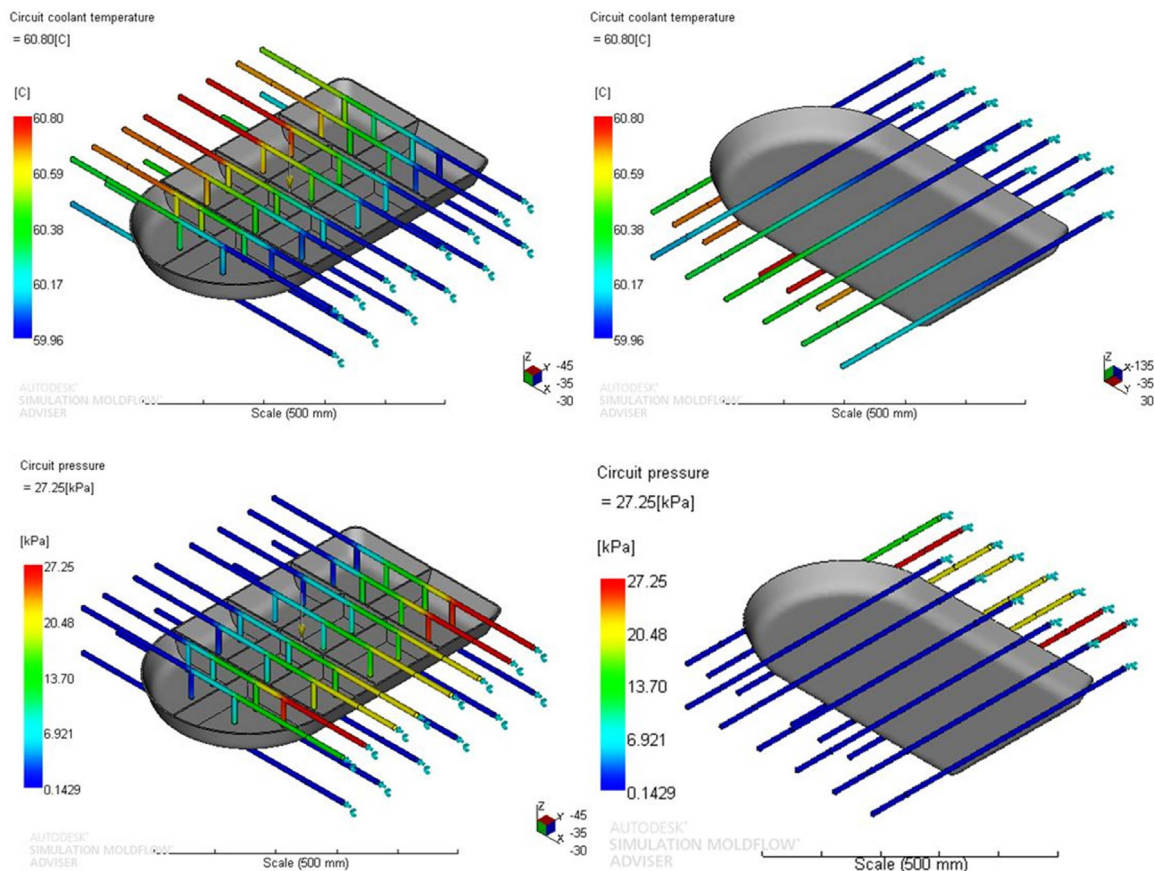 Circuit coolant temperature
= 60.80[C]
[C]
60.80
60.59
60.38
60.17
59.96
AUTODESK®
SIMULATION MOLDFLOW®
ADVISER
Scale (500 mm)
Z
Y -45
X -35
-30
Circuit coolant temperature
= 60.80[C]
[C]
60.80
60.59
60.38
60.17
59.96
AUTODESK®
SIMULATION MOLDFLOW®
ADVISER
Scale (500 mm)
Z
X -135
Y -35
30
Circuit pressure
= 27.25[kPa]
[kPa]
27.25
20.48
13.70
6.921
0.1429
AUTODESK®
SIMULATION MOLDFLOW®
ADVISER
Scale (500 mm)
Z
Y -45
X -35
-30
Circuit pressure
= 27.25[kPa]
[kPa]
27.25
20.48
13.70
6.921
0.1429
AUTODESK®
SIMULATION MOLDFLOW®
ADVISER
Scale (500 mm)
Z
X -135
Y -35
30